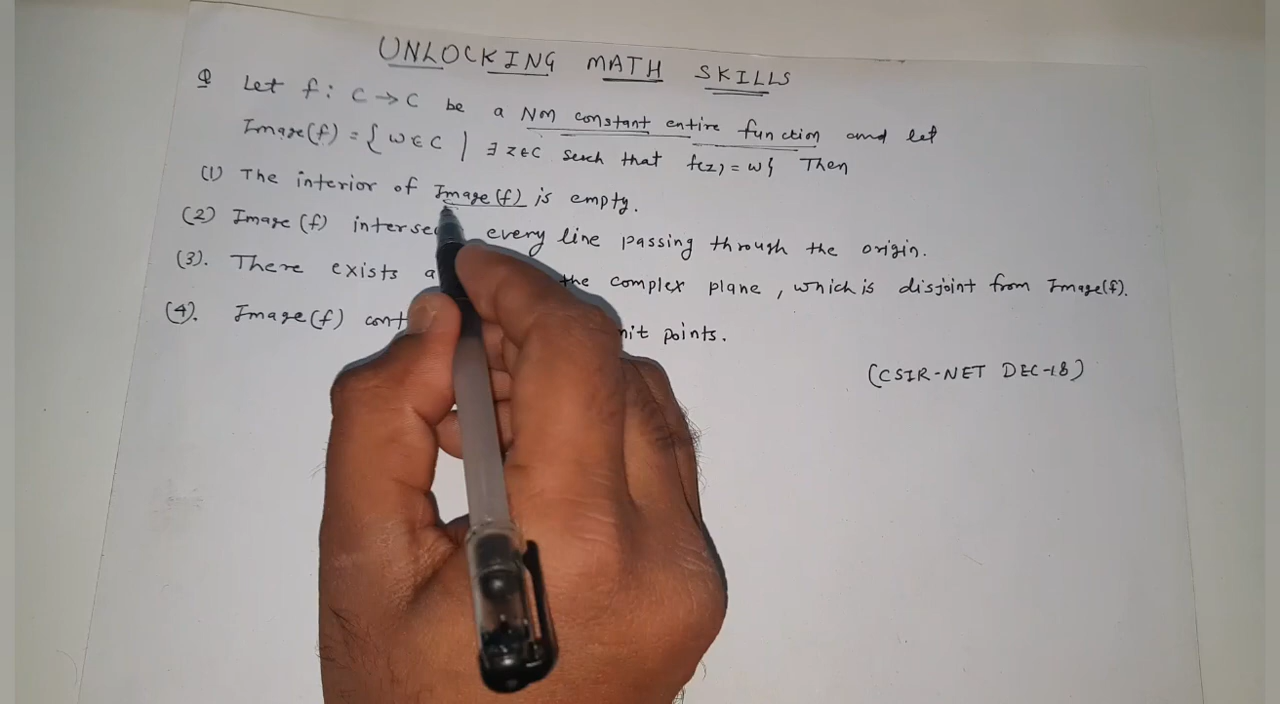 UNLOCKING MATH SKILLS
Q Let f: C → C be a Non constant entire function and let
Image(f) = { w ∈ C | ∃ z ∈ C such that f(z) = w } Then
(1) The interior of Image(f) is empty.
(2) Image (f) interse every line passing through the origin.
(3). There exists a the complex plane, which is disjoint from Image(f).
(4). Image(f) cont points.
(CSIR-NET DEC-18)